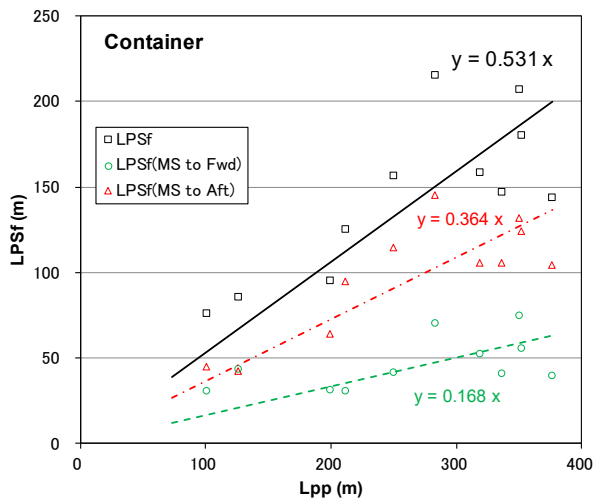 Container
y = 0.531 x
LPSf
LPSf(MS to Fwd)
LPSf(MS to Aft)
y = 0.364 x
y = 0.168 x
250
200
150
100
50
0
0 100 200 300 400
LPSf (m)
Lpp (m)